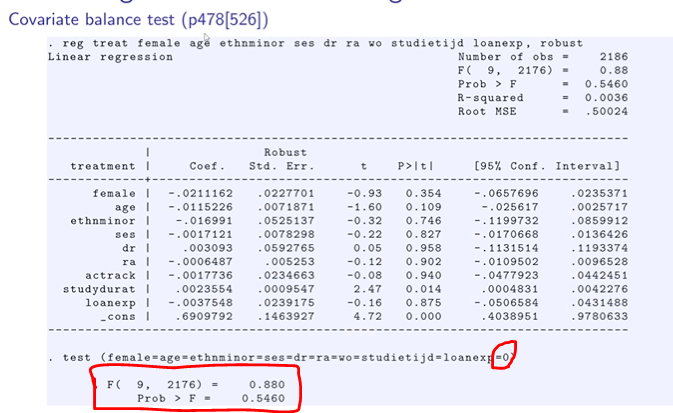 Covariate balance test (p478[526])
. reg treat female age ethnminor ses dr ra wo studietijd loanexp, robust
Linear regression Number of obs = 2186
F( 9, 2176) = 0.88
Prob > F = 0.5460
R-squared = 0.0036
Root MSE = .50024
Robust
treatment | Coef. Std. Err. t P>|t| [95% Conf. Interval]
female | -.0211162 .0227701 -0.93 0.354 -.0657696 .0235371
age | -.0115226 .0071871 -1.60 0.109 -.025617 .0025717
ethnminor | -.016991 .0525137 -0.32 0.746 -.1199732 .0859912
ses | -.0017121 .0078298 -0.22 0.827 -.0170668 .0136426
dr | .003093 .0592765 0.05 0.958 -.1131514 .1193374
ra | -.0006487 .005253 -0.12 0.902 -.0109502 .0096528
actrack | -.0017736 .0234663 -0.08 0.940 -.0477923 .0442451
studydurat | .0023554 .0009547 2.47 0.014 .0004831 .0042276
loanexp | -.0037548 .0239175 -0.16 0.875 -.0506584 .0431488
_cons | .6909792 .1463927 4.72 0.000 .4038951 .9780633
. test (female=age=ethnminor=ses=dr=ra=wo=studietijd=loanexp=0)
F( 9, 2176) = 0.880
Prob > F = 0.5460